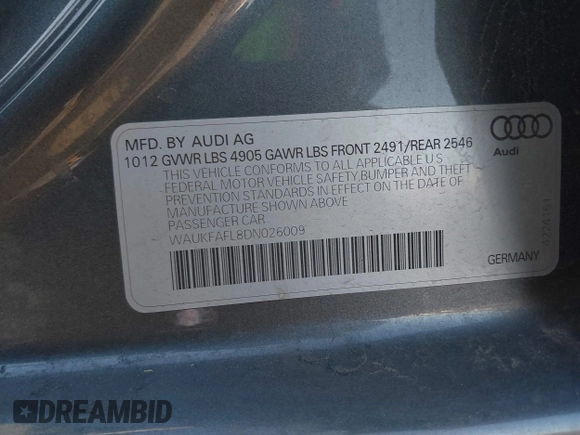 MFD. BY AUDI AG
1012 GVWR LBS 4905 GAWR LBS FRONT 2491/REAR 2546
THIS VEHICLE CONFORMS TO ALL APPLICABLE U.S
FEDERAL MOTOR VEHICLE SAFETY,BUMPER AND THEFT
PREVENTION STANDARDS IN EFFECT ON THE DATE OF
MANUFACTURE SHOWN ABOVE
PASSENGER CAR
WAUKFAFL8DN026009
Audi
GERMANY
DREAMBID